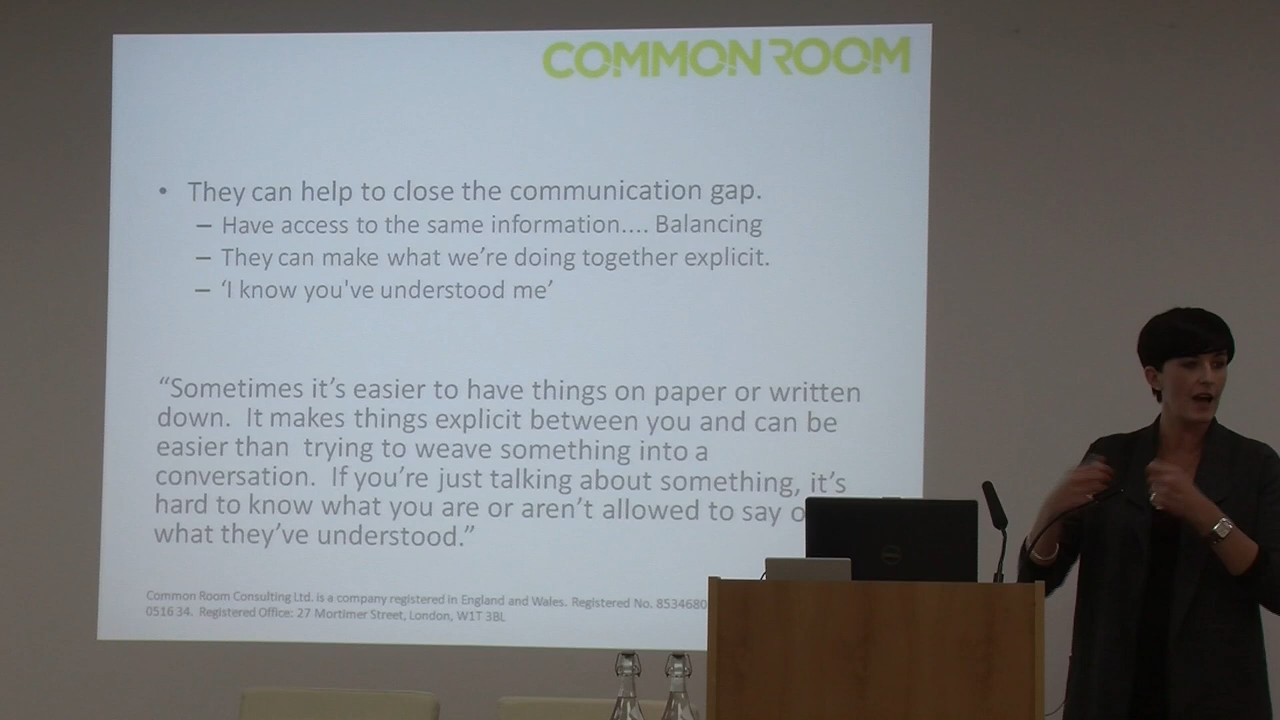 COMMON ROOM
• They can help to close the communication gap.
– Have access to the same information.... Balancing
– They can make what we're doing together explicit.
– 'I know you've understood me'
“Sometimes it's easier to have things on paper or written
down. It makes things explicit between you and can be
easier than trying to weave something into a
conversation. If you're just talking about something, it's
hard to know what you are or aren't allowed to say
what they've understood.”
Common Room Consulting Ltd. is a company registered in England and Wales. Registered No. 8534680
0516 34. Registered Office: 27 Mortimer Street, London, W1T 3BL